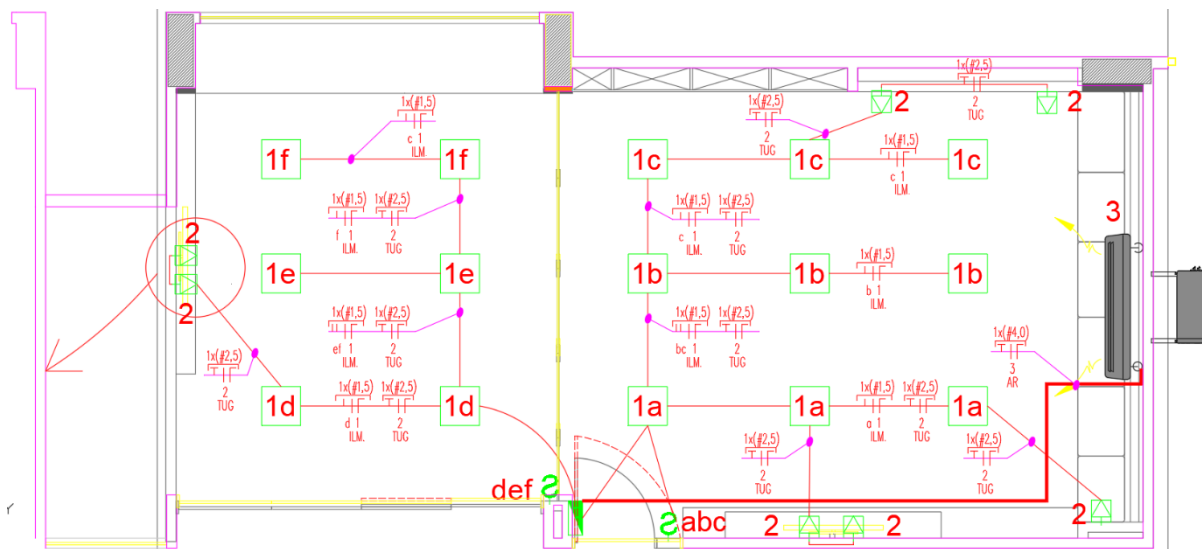 1x(#2,5)
2
TUG
2
2
1x(#1,5)
c 1
ILM.
1x(#2,5)
2
TUG
1f
1f
1c
1c
1x(#1,5)
c 1
ILM.
1c
1x(#1,5) 1x(#2,5)
f 1 2
ILM. TUG
1x(#1,5) 1x(#2,5)
c 1 2
ILM. TUG
3
2
1e
1e
1b
1b
1x(#1,5)
b 1
ILM.
1b
2
1x(#1,5) 1x(#2,5)
ef 1 2
ILM. TUG
1x(#1,5) 1x(#2,5)
bc 1 2
ILM. TUG
1x(#4,0)
3
AR
1x(#2,5)
2
TUG
1d
1x(#1,5) 1x(#2,5)
d 1 2
ILM. TUG
1d
1a
1a
1x(#1,5) 1x(#2,5)
a 1 2
ILM. TUG
1a
1x(#2,5)
2
TUG
1x(#2,5)
2
TUG
def S
S abc
2
2
2